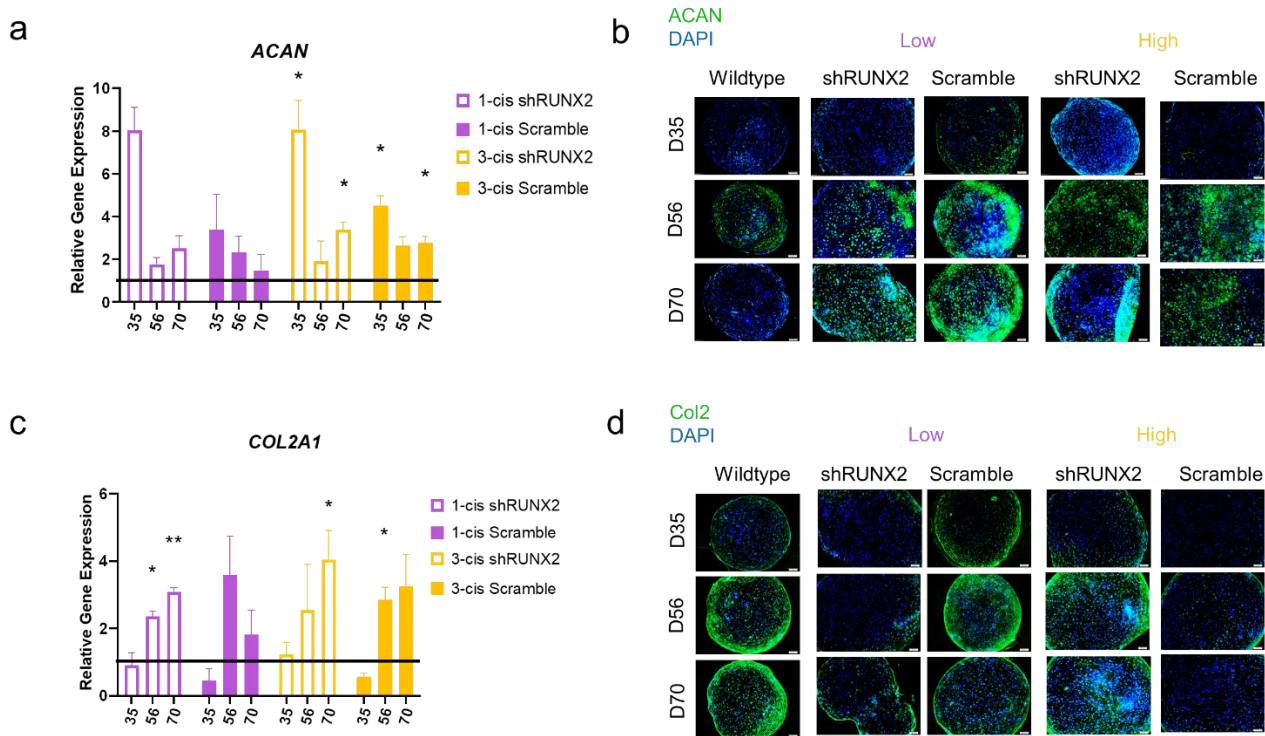 a
ACAN
Relative Gene Expression
10
8
6
4
2
0
35 56 70 35 56 70 35 56 70 35 56 70
* * * *
1-cis shRUNX2
1-cis Scramble
3-cis shRUNX2
3-cis Scramble
b
ACAN
DAPI
Low High
Wildtype shRUNX2 Scramble shRUNX2 Scramble
D35
D56
D70
c
COL2A1
Relative Gene Expression
6
4
2
0
35 56 70 35 56 70 35 56 70 35 56 70
* ** * *
1-cis shRUNX2
1-cis Scramble
3-cis shRUNX2
3-cis Scramble
d
Col2
DAPI
Low High
Wildtype shRUNX2 Scramble shRUNX2 Scramble
D35
D56
D70